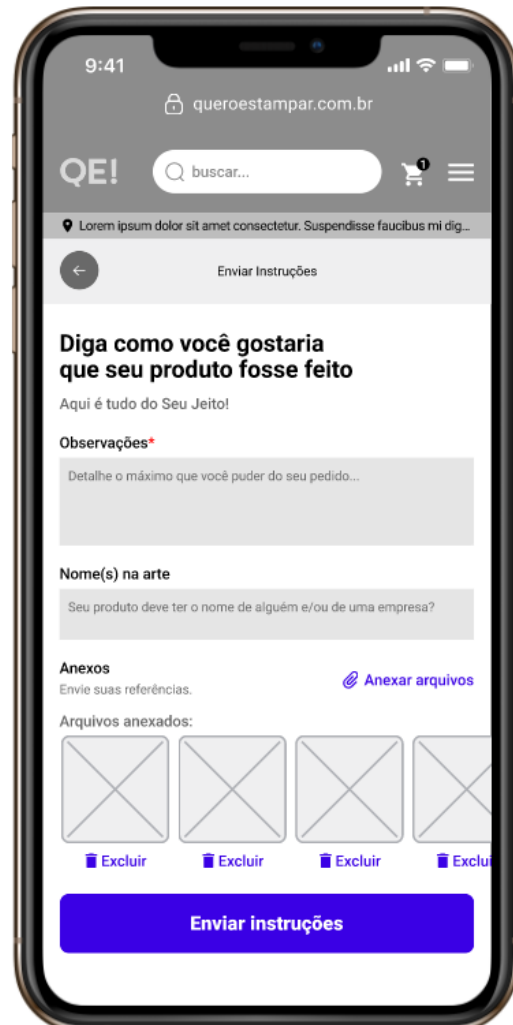 9:41
queroestampar.com.br
QE!
buscar...
1
Lorem ipsum dolor sit amet consectetur. Suspendisse faucibus mi dig...
Enviar Instruções
Diga como você gostaria
que seu produto fosse feito
Aqui é tudo do Seu Jeito!
Observações*
Detalhe o máximo que você puder do seu pedido...
Nome(s) na arte
Seu produto deve ter o nome de alguém e/ou de uma empresa?
Anexos
Anexar arquivos
Envie suas referências.
Arquivos anexados:
Excluir Excluir Excluir Exclui
Enviar instruções